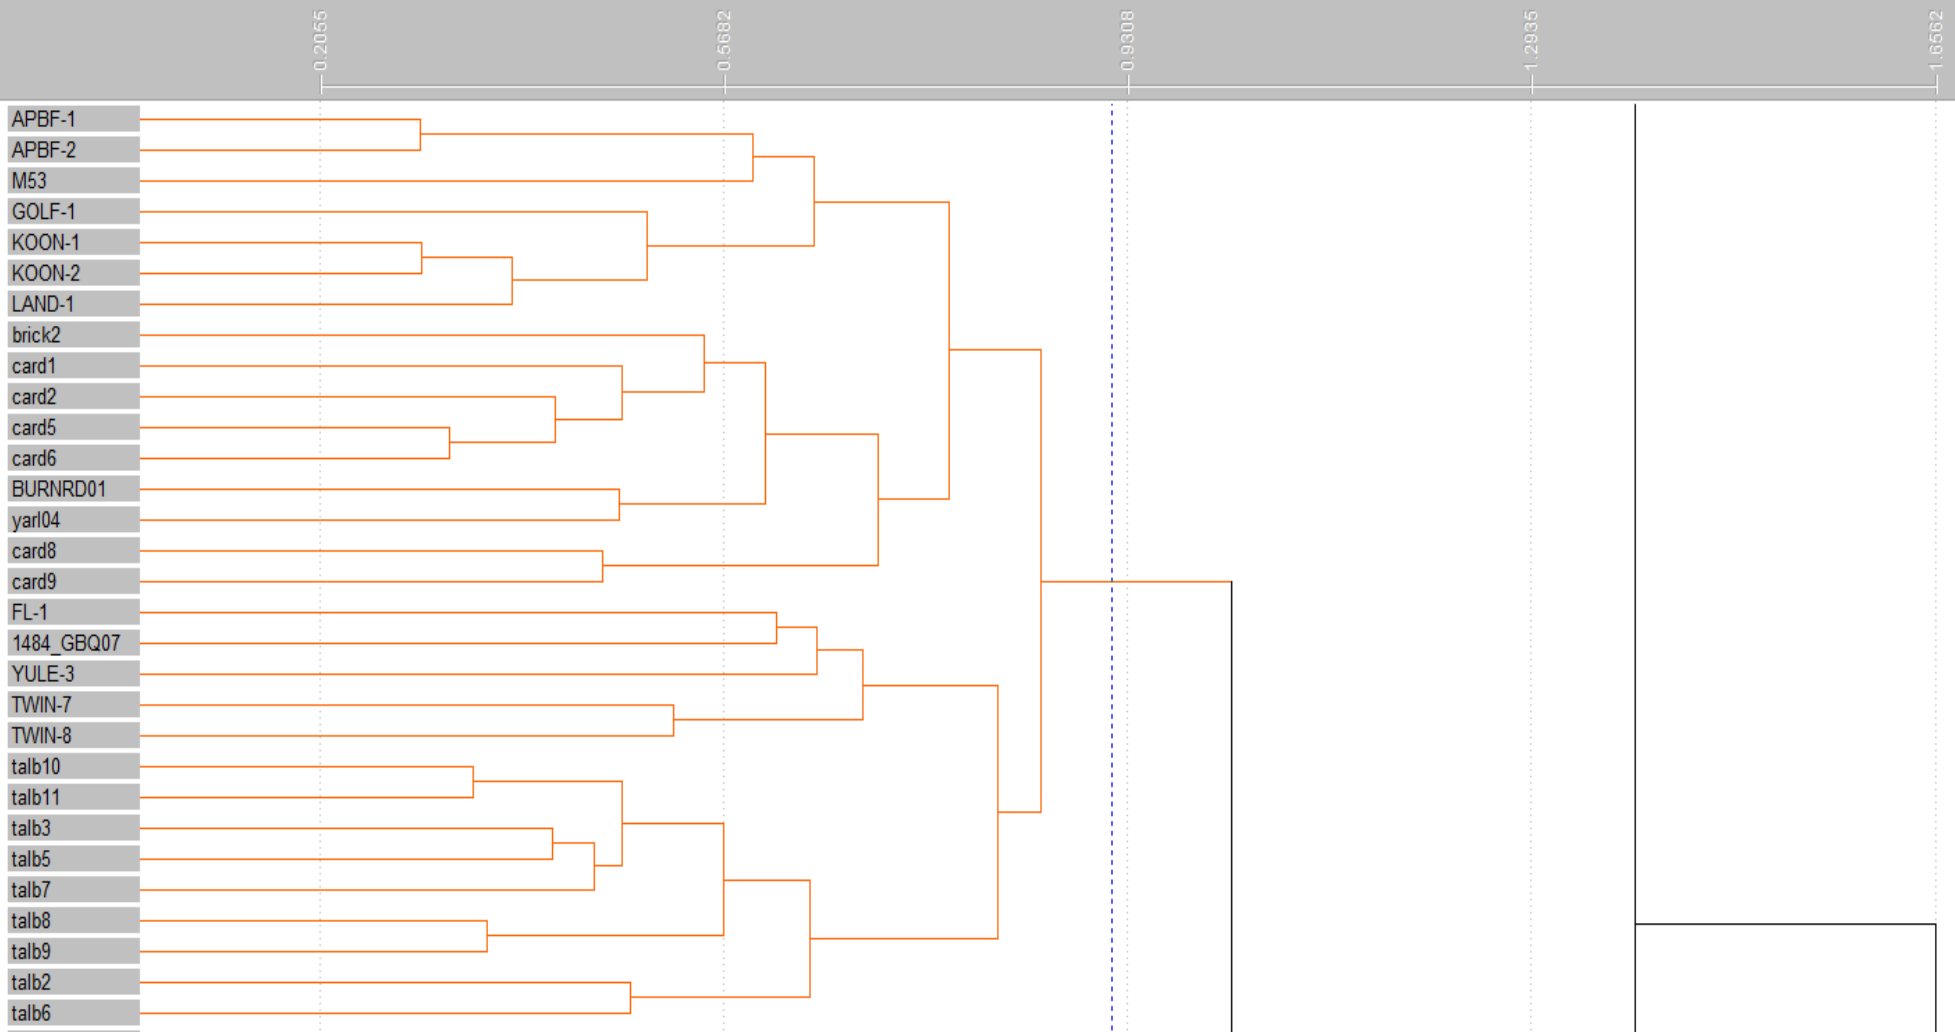 0.2055
0.5682
0.9308
1.2935
1.6562
APBF-1
APBF-2
M53
GOLF-1
KOON-1
KOON-2
LAND-1
brick2
card1
card2
card5
card6
BURNRD01
yarl04
card8
card9
FL-1
1484_GBQ07
YULE-3
TWIN-7
TWIN-8
talb10
talb11
talb3
talb5
talb7
talb8
talb9
talb2
talb6